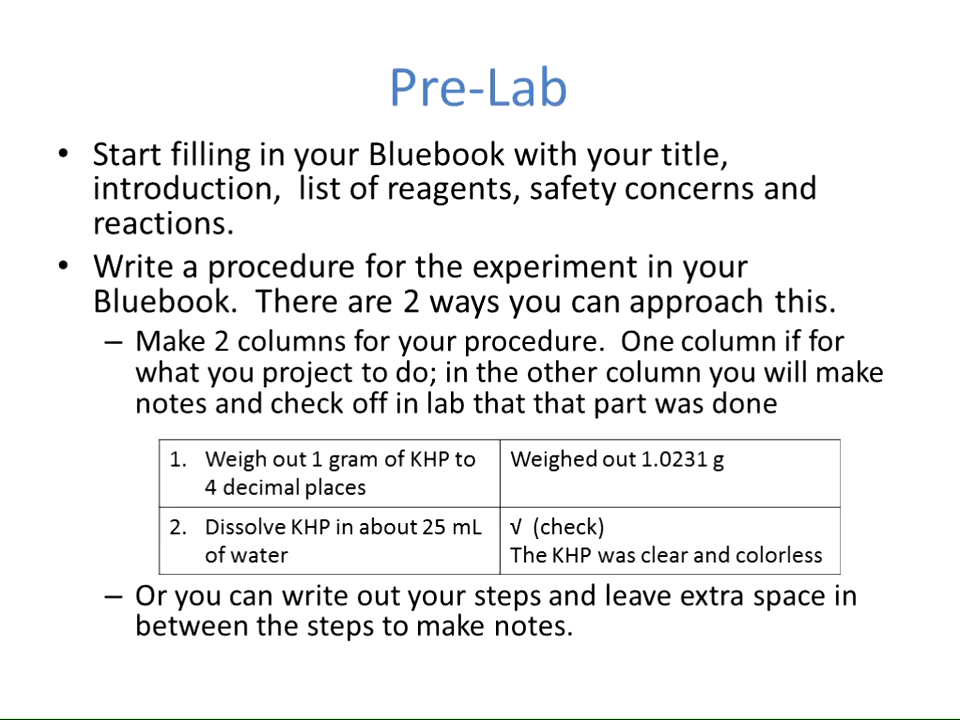 Pre-Lab
• Start filling in your Bluebook with your title,
introduction,  list of reagents, safety concerns and
reactions.
• Write a procedure for the experiment in your
Bluebook.  There are 2 ways you can approach this.
– Make 2 columns for your procedure.  One column if for
what you project to do; in the other column you will make
notes and check off in lab that that part was done
1. Weigh out 1 gram of KHP to
4 decimal places
Weighed out 1.0231 g
2. Dissolve KHP in about 25 mL
of water
√  (check)
The KHP was clear and colorless
– Or you can write out your steps and leave extra space in
between the steps to make notes.